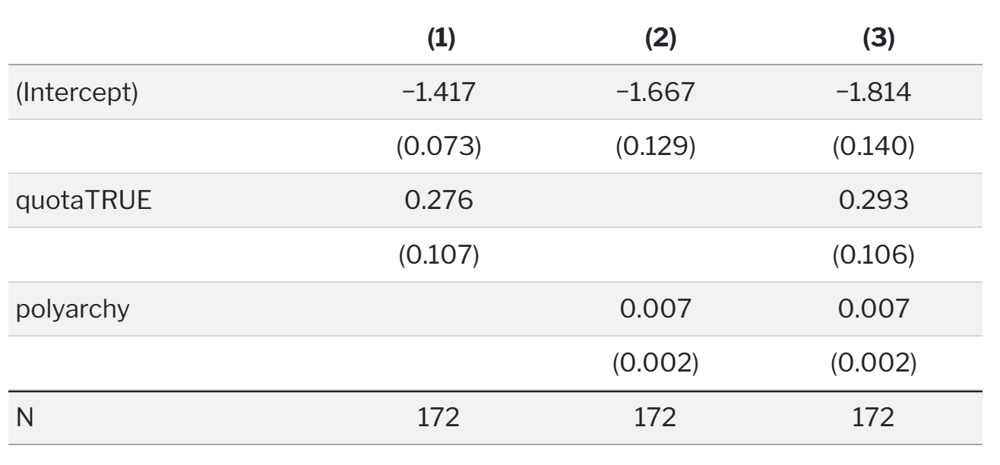 (1) (2) (3)
(Intercept) −1.417 −1.667 −1.814
(0.073) (0.129) (0.140)
quotaTRUE 0.276 0.293
(0.107) (0.106)
polyarchy 0.007 0.007
(0.002) (0.002)
N 172 172 172